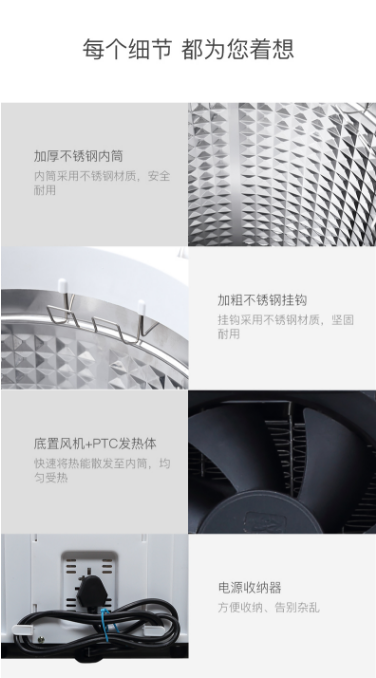 每个细节 都为您着想
加厚不锈钢内筒
内筒采用不锈钢材质，安全
耐用
加粗不锈钢挂钩
挂钩采用不锈钢材质，坚固
耐用
底置风机+PTC发热体
快速将热能散发至内筒，均
匀受热
电源收纳器
方便收纳、告别杂乱